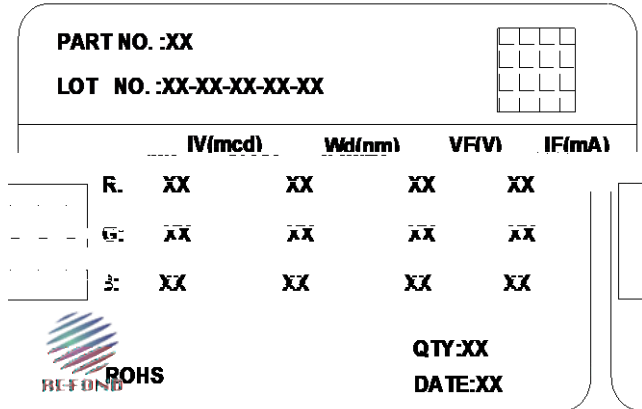 PART NO. :XX
LOT NO. :XX-XX-XX-XX-XX
IV(mcd) Wd(nm) VF(V) IF(mA)
R. XX XX XX XX
G: XX XX XX XX
B: XX XX XX XX
QTY:XX
REFOND ROHS
DATE:XX